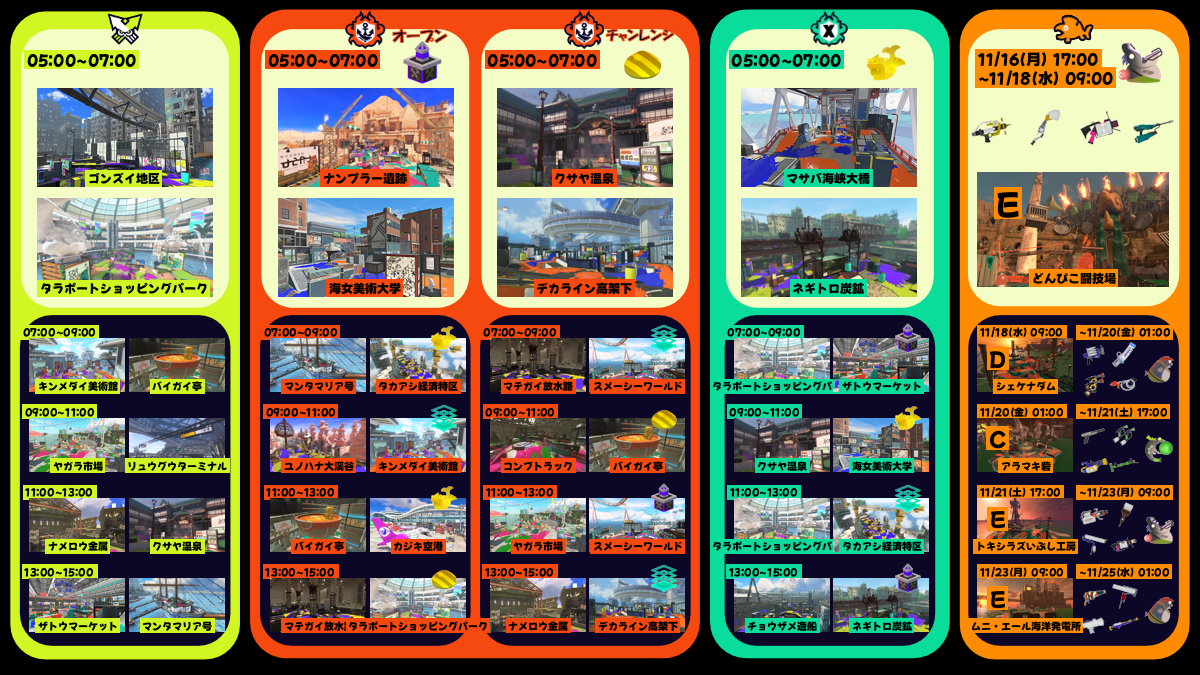 05:00~07:00
ゴンズイ地区
タラポートショッピングパーク
07:00~09:00
キンメダイ美術館
バイガイ亭
09:00~11:00
ヤガラ市場
リュウグウターミナル
11:00~13:00
ナメロウ金属
クサヤ温泉
13:00~15:00
ザトウマーケット
マンタマリア号
オープン
05:00~07:00
ナンプラー遺跡
海女美術大学
07:00~09:00
マンタマリア号
タカアシ経済特区
09:00~11:00
ユノハナ大渓谷
キンメダイ美術館
11:00~13:00
バイガイ亭
カジキ空港
13:00~15:00
マテガイ放水
タラポートショッピングパーク
チャレンジ
05:00~07:00
クサヤ温泉
デカライン高架下
07:00~09:00
マテガイ放水路
スメーシーワールド
09:00~11:00
コンブトラック
バイガイ亭
11:00~13:00
ヤガラ市場
スメーシーワールド
13:00~15:00
ナメロウ金属
デカライン高架下
X
05:00~07:00
マサバ海峡大橋
ネギトロ炭鉱
07:00~09:00
タラポートショッピングパ
ザトウマーケット
09:00~11:00
クサヤ温泉
海女美術大学
11:00~13:00
タラポートショッピングパ
タカアシ経済特区
13:00~15:00
チョウザメ造船
ネギトロ炭鉱
11/16(月) 17:00
~11/18(水) 09:00
E
どんぴこ闘技場
11/18(水) 09:00
~11/20(金) 01:00
D
シェケナダム
11/20(金) 01:00
~11/21(土) 17:00
C
アラマキ砦
11/21(土) 17:00
~11/23(月) 09:00
E
トキシラズいぶし工房
11/23(月) 09:00
~11/25(水) 01:00
E
ムニ・エール海洋発電所